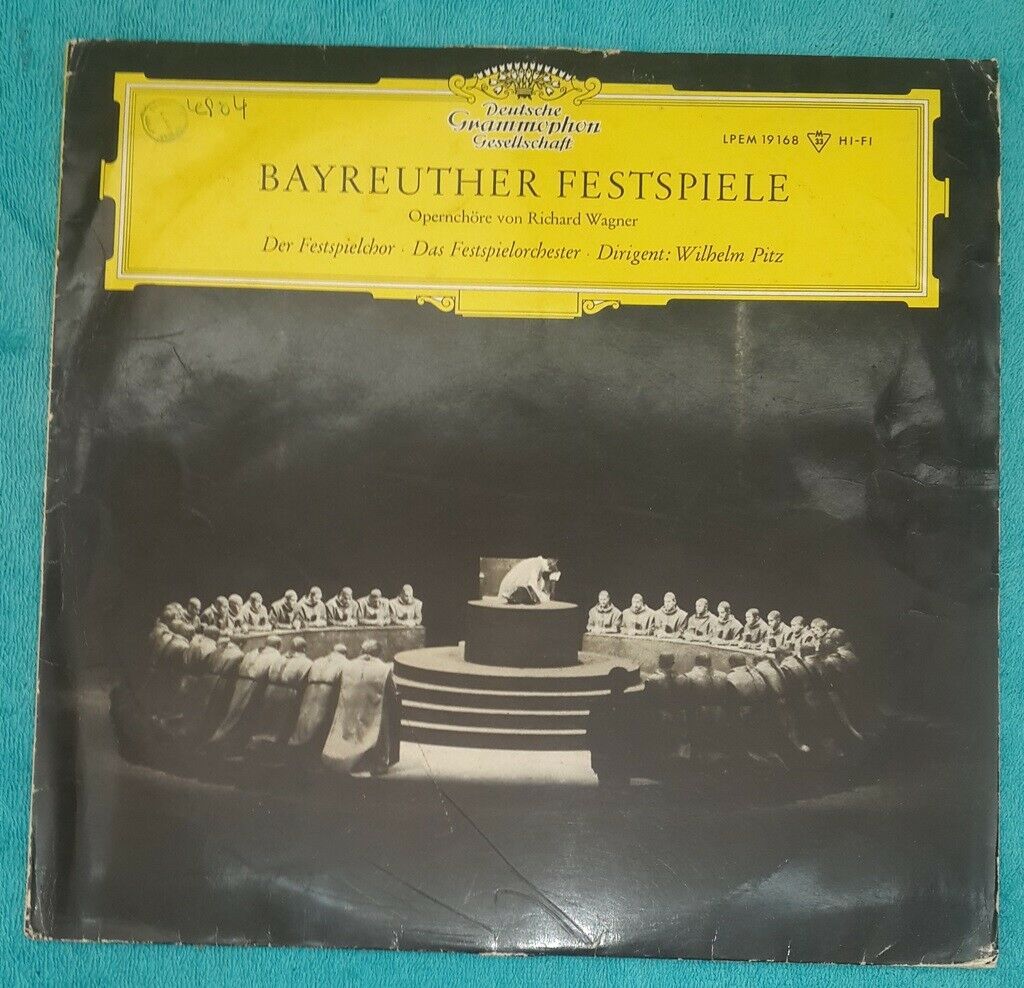 4904
Deutsche
Grammophon
Gesellschaft
LPEM 19168 M 33 HI-FI
BAYREUTHER FESTSPIELE
Opernchöre von Richard Wagner
Der Festspielchor · Das Festspielorchester · Dirigent: Wilhelm Pitz